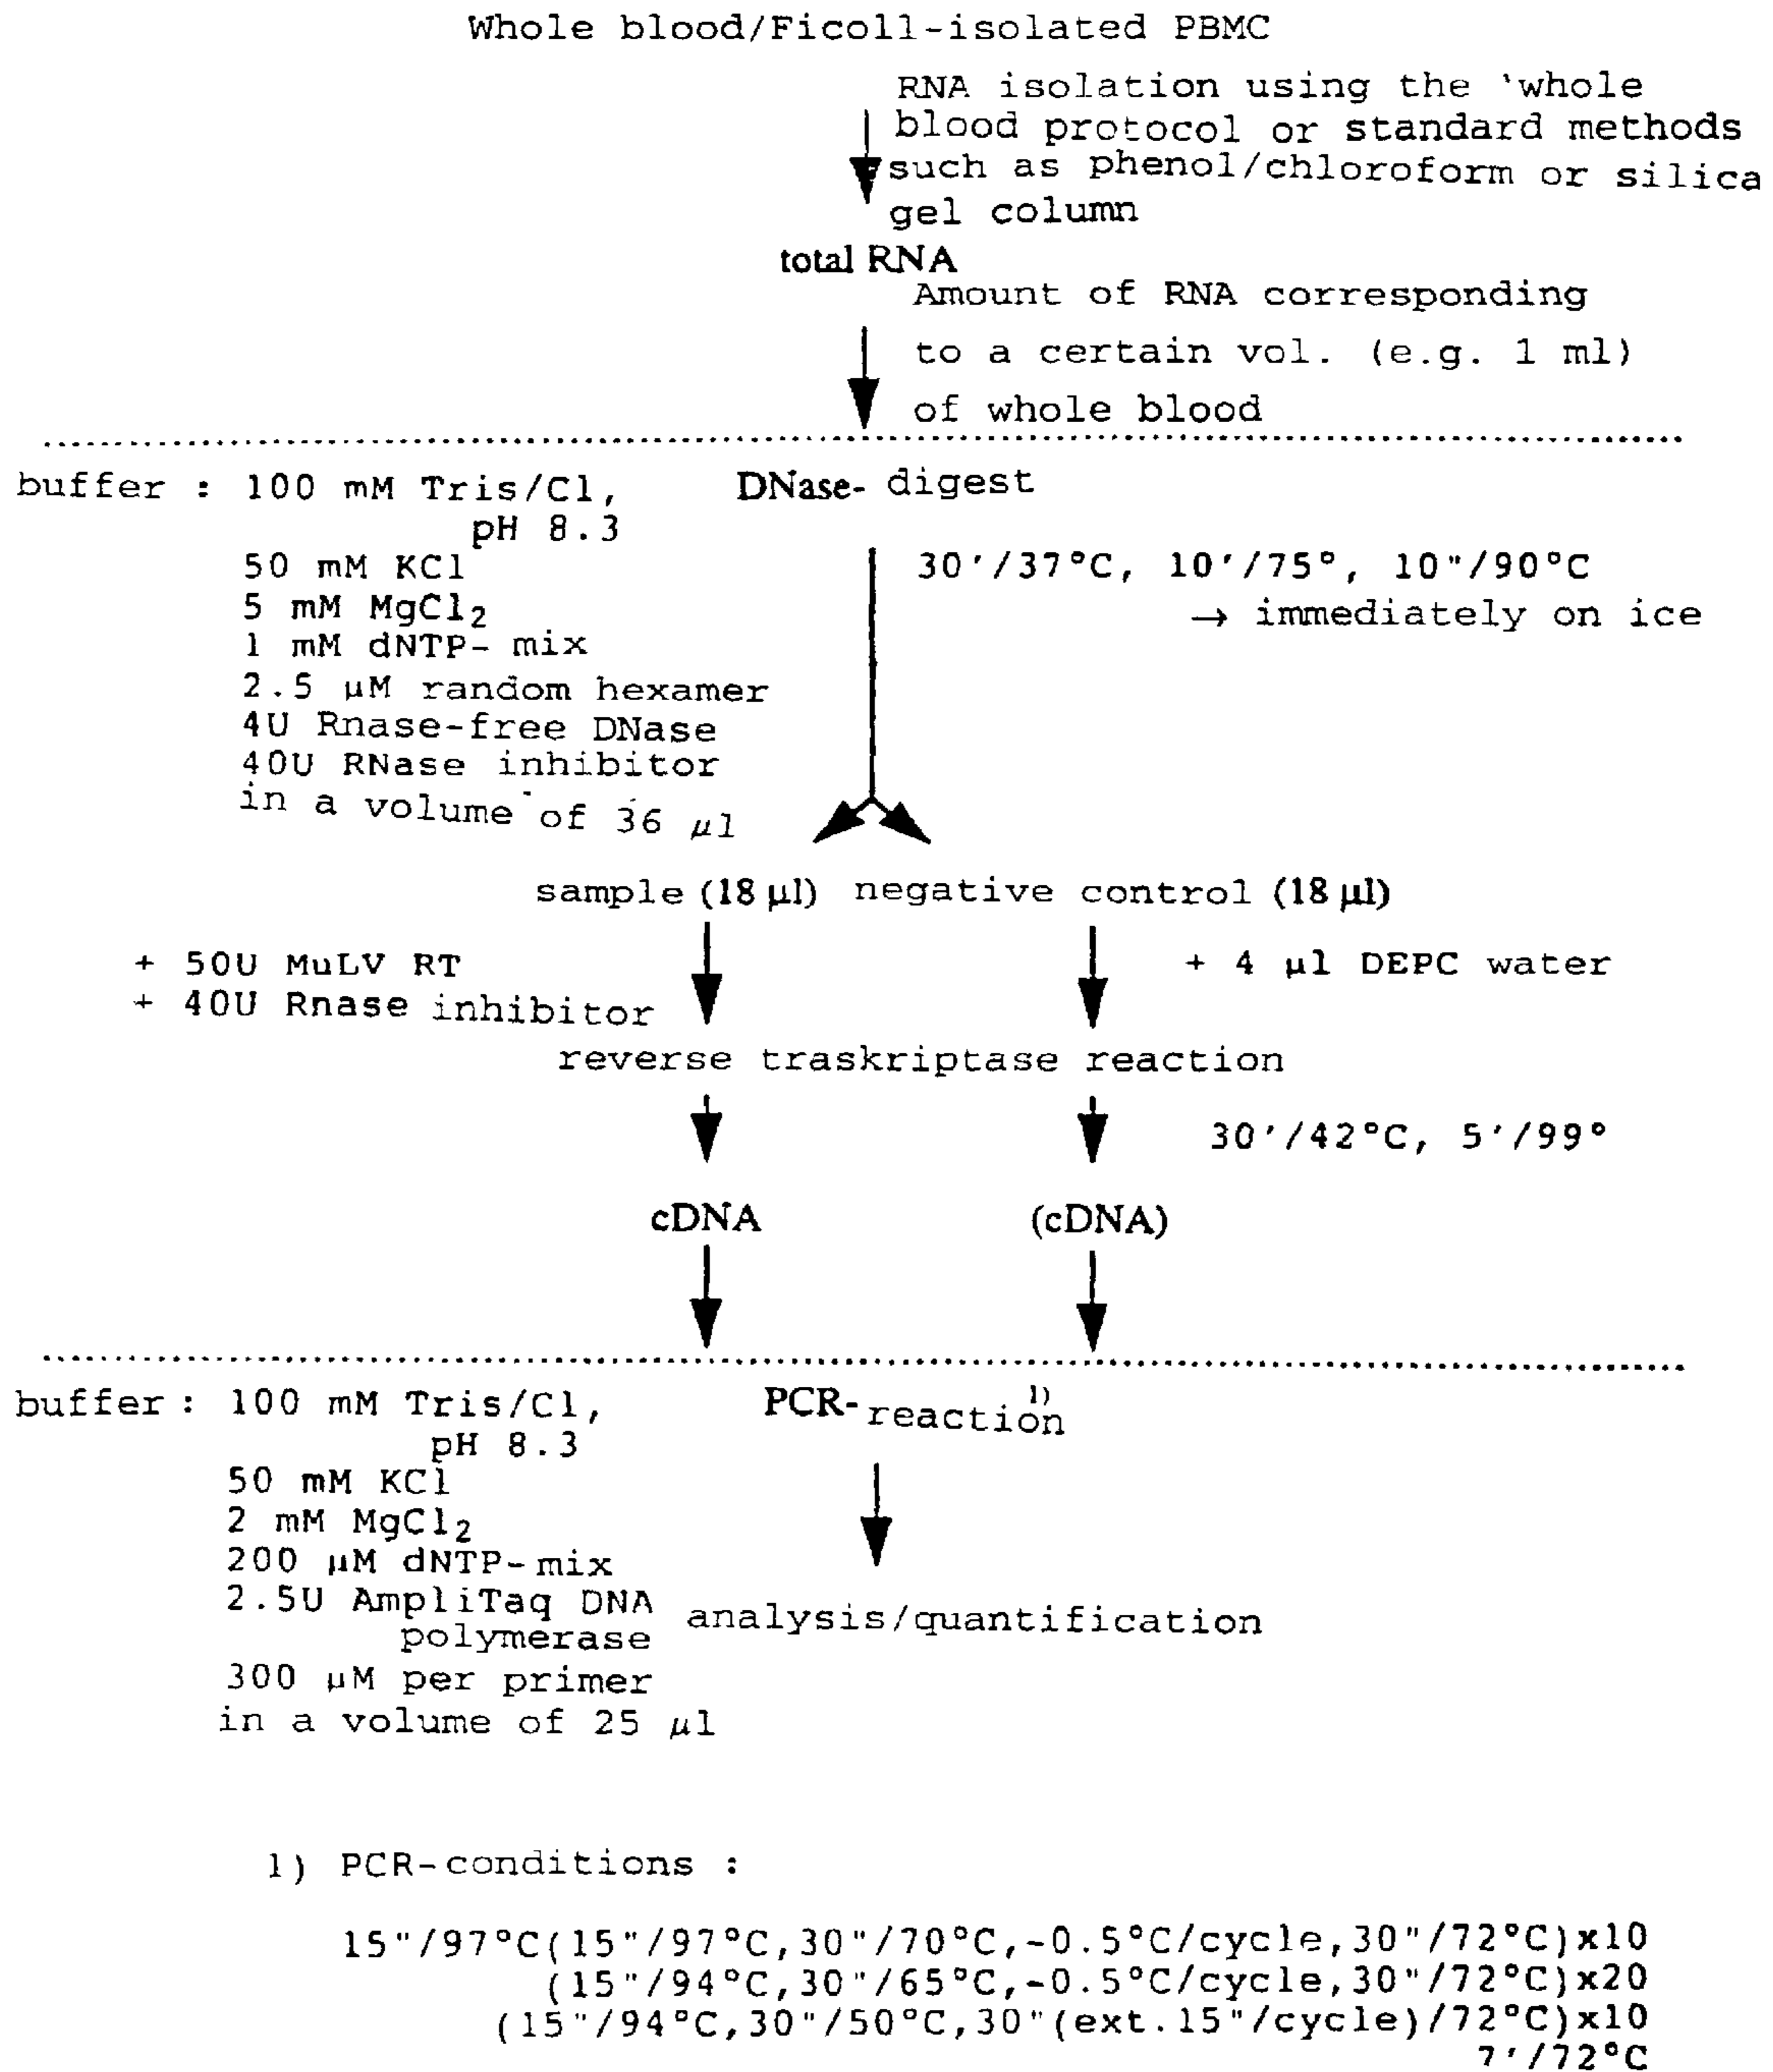 Whole blood/Ficoll-isolated PBMC
RNA isolation using the 'whole
blood protocol or standard methods
such as phenol/chloroform or silica
gel column
total RNA
Amount of RNA corresponding
to a certain vol. (e.g. 1 ml)
of whole blood
buffer : 100 mM Tris/Cl,
pH 8.3
50 mM KCl
5 mM MgCl2
1 mM dNTP- mix
2.5 µM random hexamer
4U Rnase-free DNase
40U RNase inhibitor
in a volume of 36 µl
DNase- digest
30'/37°C, 10'/75°, 10"/90°C
→ immediately on ice
sample (18 µl) negative control (18 µl)
+ 50U MuLV RT
+ 40U Rnase inhibitor
+ 4 µl DEPC water
reverse traskriptase reaction
30'/42°C, 5'/99°
cDNA (cDNA)
buffer : 100 mM Tris/Cl,
pH 8.3
50 mM KCl
2 mM MgCl2
200 µM dNTP-mix
2.5U AmpliTaq DNA
polymerase
300 µM per primer
in a volume of 25 µl
PCR- reaction 1)
analysis/quantification
1) PCR-conditions :
15"/97°C(15"/97°C,30"/70°C,-0.5°C/cycle,30"/72°C)x10
(15"/94°C,30"/65°C,-0.5°C/cycle,30"/72°C)x20
(15"/94°C,30"/50°C,30"(ext.15"/cycle)/72°C)x10
7'/72°C